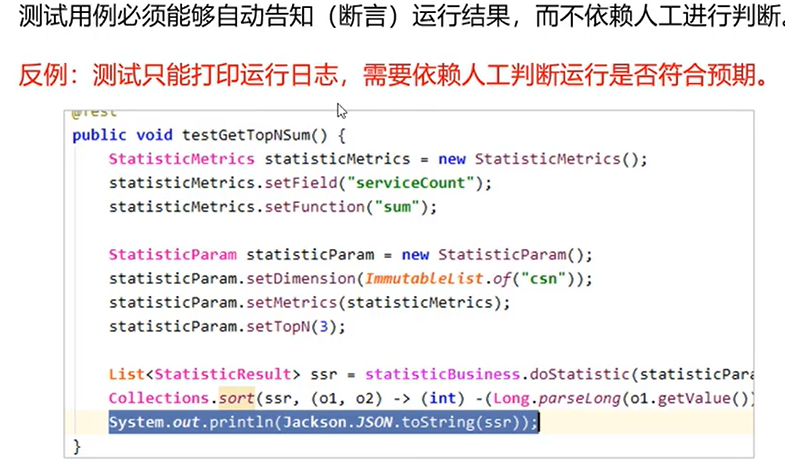 测试用例必须能够自动告知（断言）运行结果，而不依赖人工进行判断。
反例：测试只能打印运行日志，需要依赖人工判断运行是否符合预期。
@Test
public void testGetTopNSum() {
StatisticMetrics statisticMetrics = new StatisticMetrics();
statisticMetrics.setField("serviceCount");
statisticMetrics.setFunction("sum");
StatisticParam statisticParam = new StatisticParam();
statisticParam.setDimension(ImmutableList.of("csn"));
statisticParam.setMetrics(statisticMetrics);
statisticParam.setTopN(3);
List<StatisticResult> ssr = statisticBusiness.doStatistic(statisticPara
Collections.sort(ssr, (o1, o2) -> (int) -(Long.parseLong(o1.getValue())
System.out.println(Jackson.JSON.toString(ssr));
}